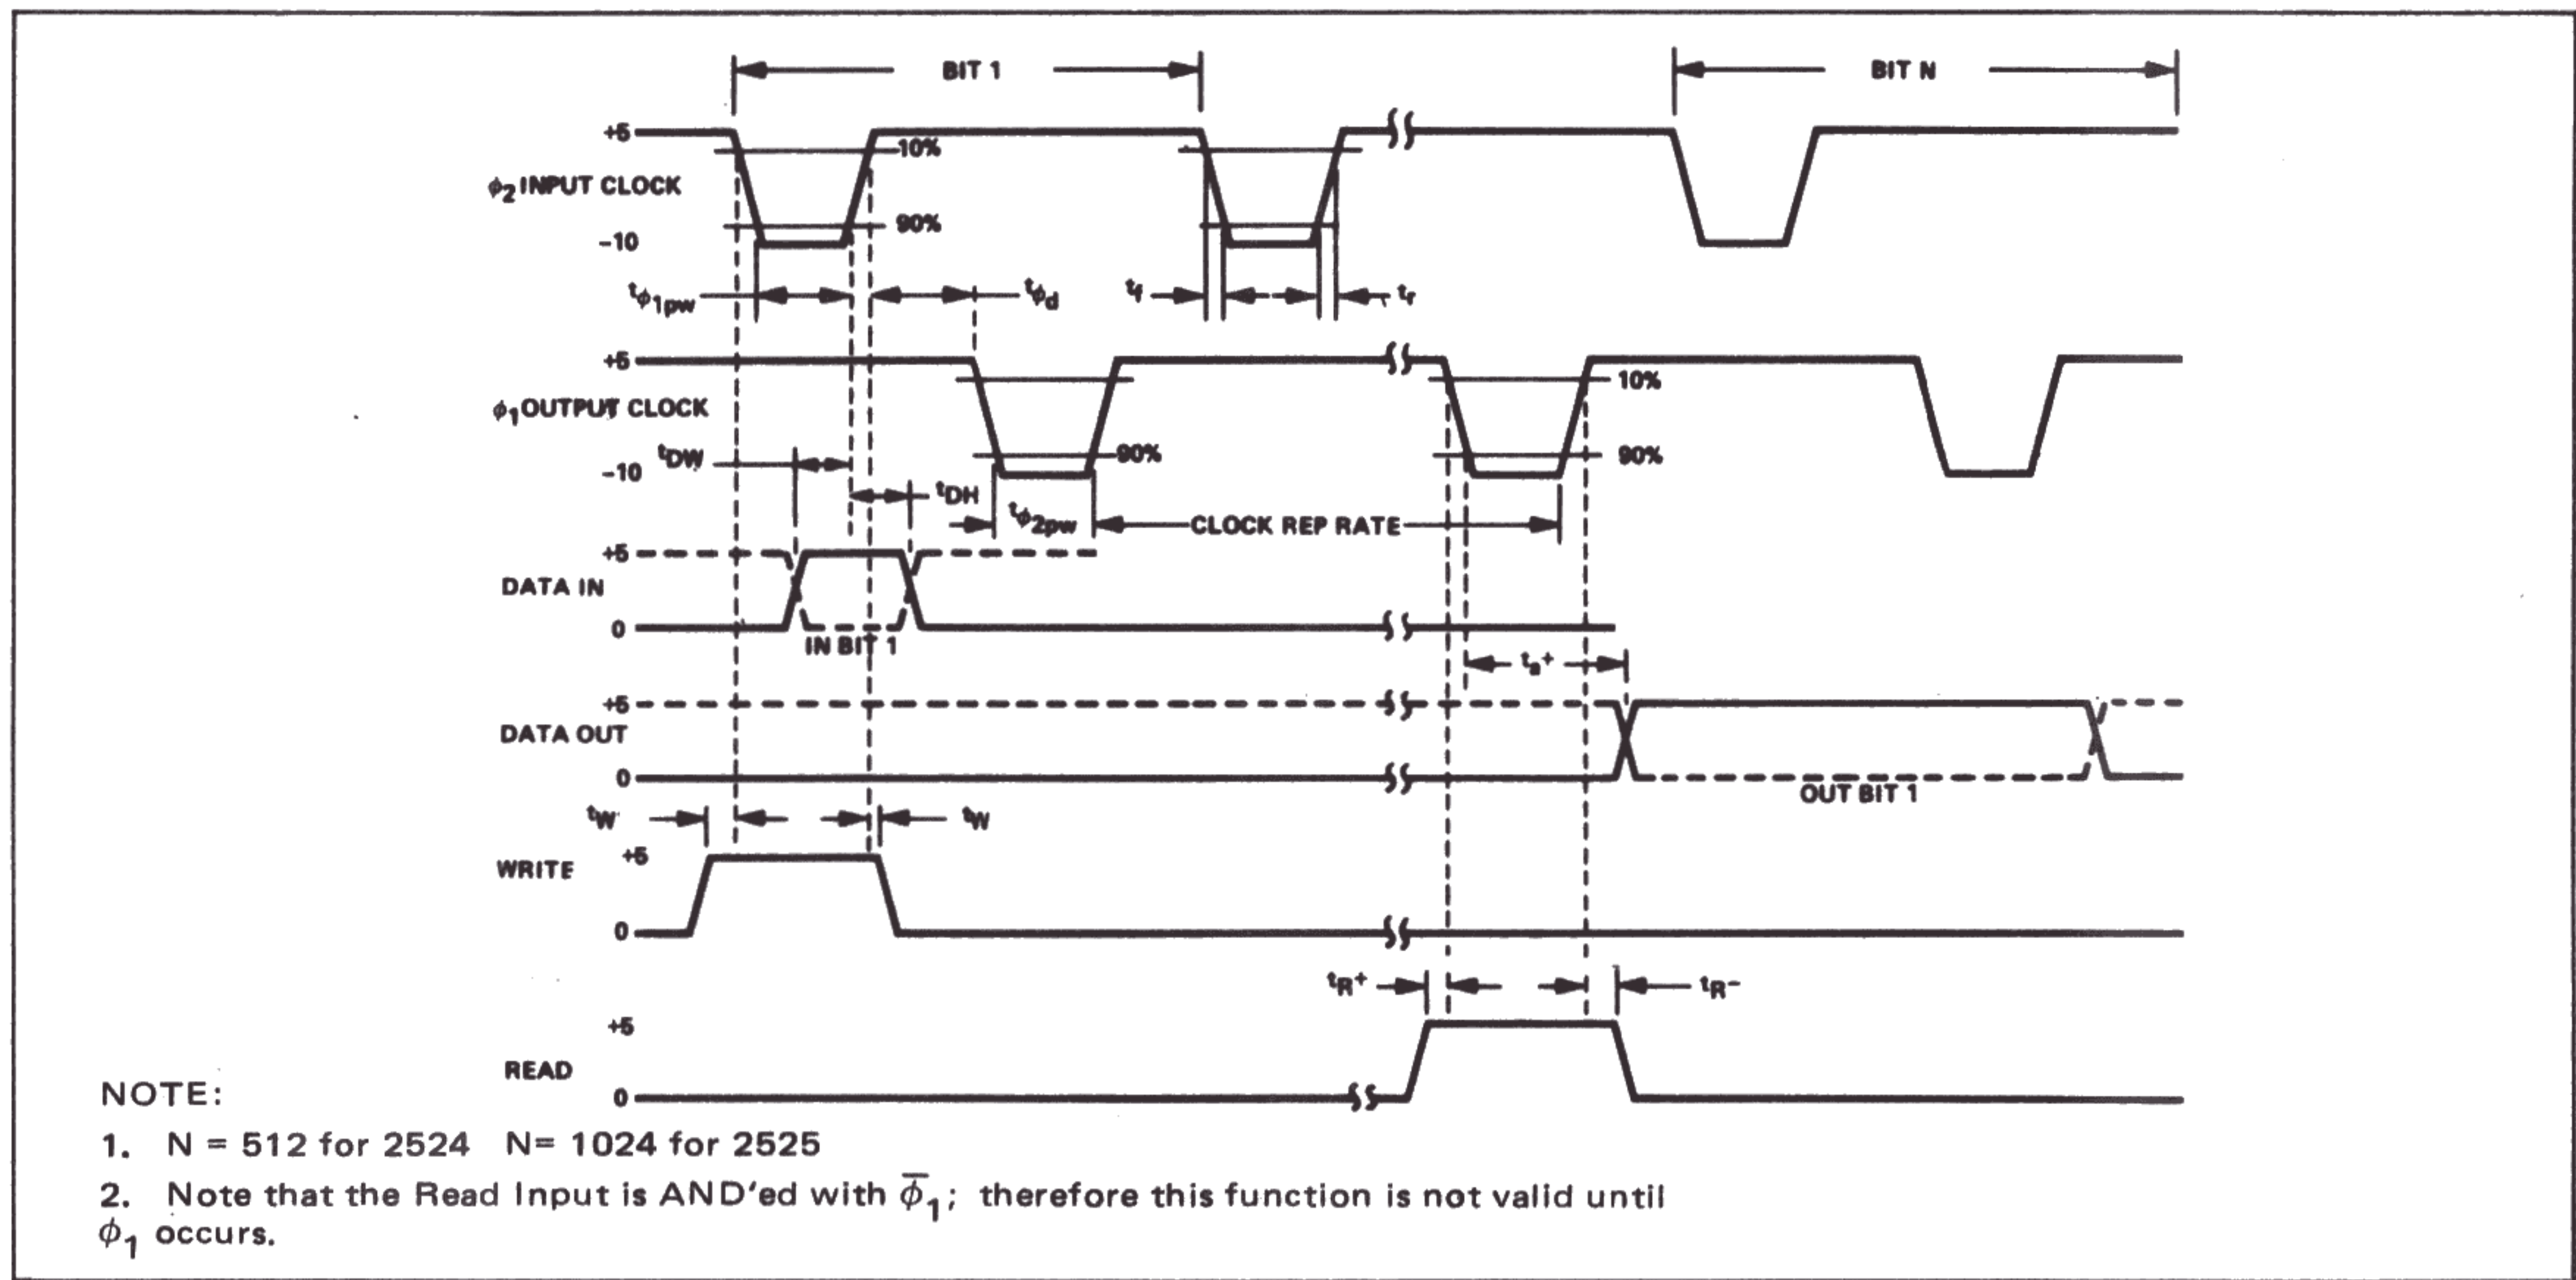 BIT 1 BIT N
+5
10%
ϕ2 INPUT CLOCK
90%
-10
tϕ1pw tϕd tf tr
+5
10%
ϕ1 OUTPUT CLOCK
90% 90%
-10 tDW
tDH
tϕ2pw CLOCK REP RATE
+5
DATA IN
0
IN BIT 1
ta+
+5
DATA OUT
0
OUT BIT 1
tW tW
+5
WRITE
0
tR+ tR−
+5
READ
0
NOTE:
1. N = 512 for 2524 N= 1024 for 2525
2. Note that the Read Input is AND'ed with ϕ̅1; therefore this function is not valid until
ϕ1 occurs.